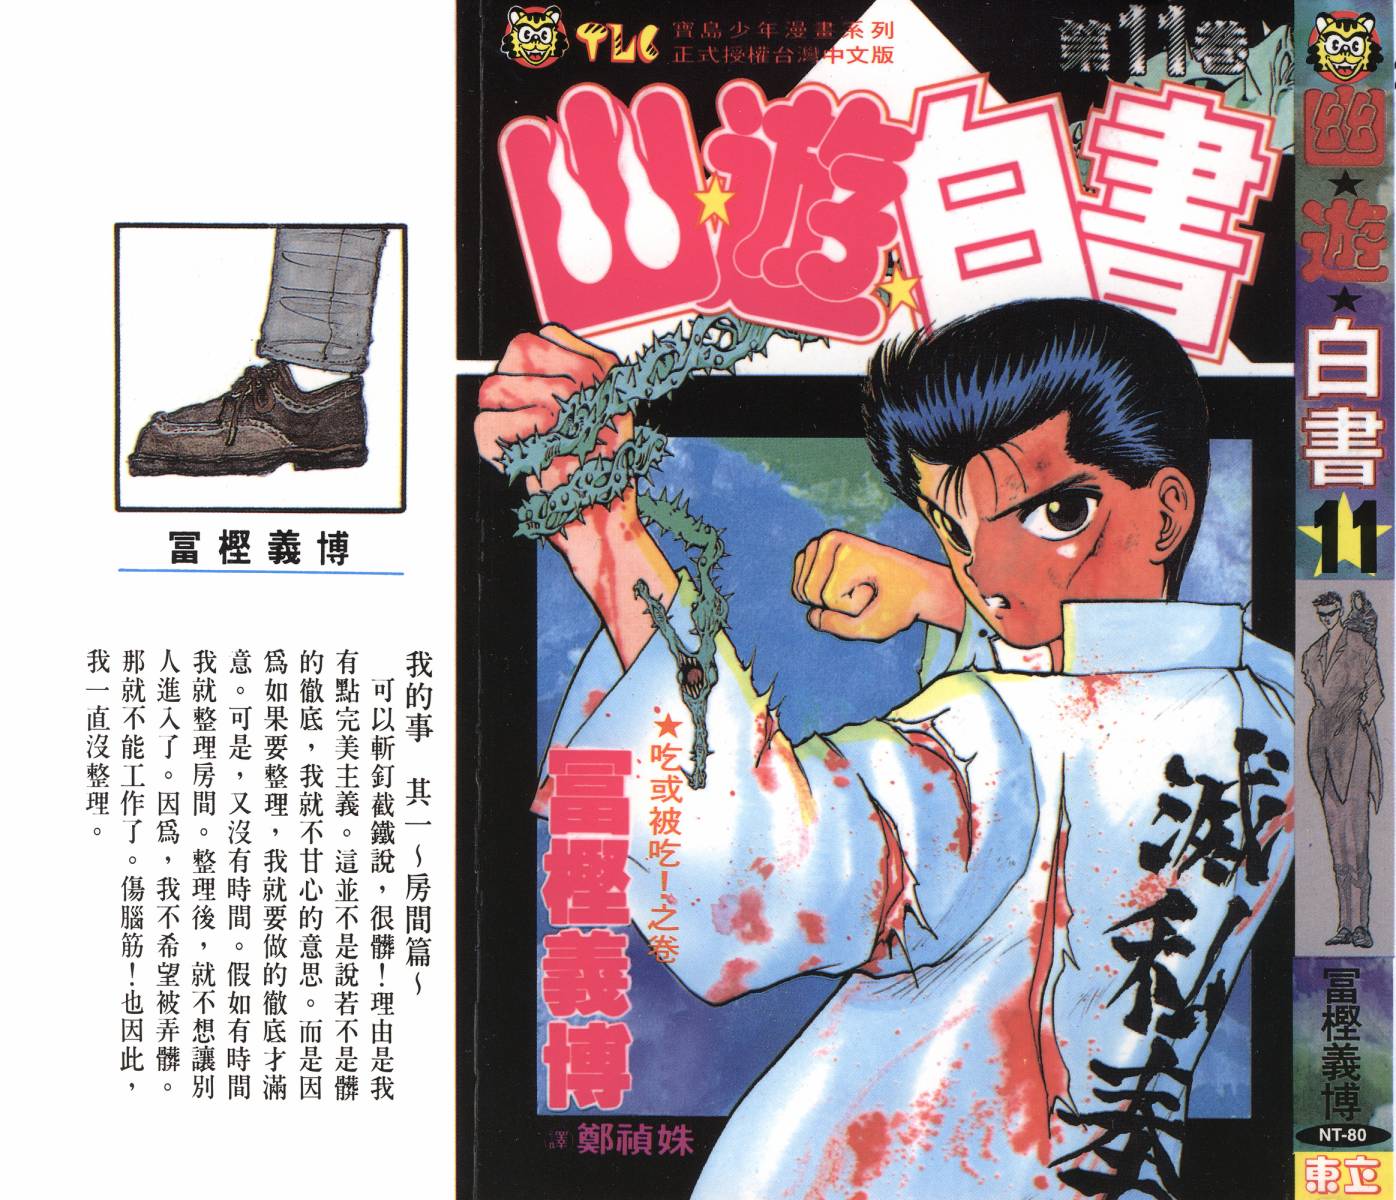 冨樫義博
我的事 其一~房間篇~
可以斬釘截鐵說，很髒！理由是我
有點完美主義。這並不是說若不是髒
的徹底，我就不甘心的意思。而是因
為如果要整理，我就要做的徹底才滿
意。可是，又沒有時間。假如有時間
我就整理房間。整理後，就不想讓別
人進入了。因為，我不希望被弄髒。
那就不能工作了。傷腦筋！也因此，
我一直沒整理。
TLC
寶島少年漫畫系列
正式授權台灣中文版
第11卷
幽★遊★白書
★吃或被吃！之卷
冨樫義博
譯 鄭禎姝
滅私奉
幽★遊★白書
11
冨樫義博
NT-80
東立